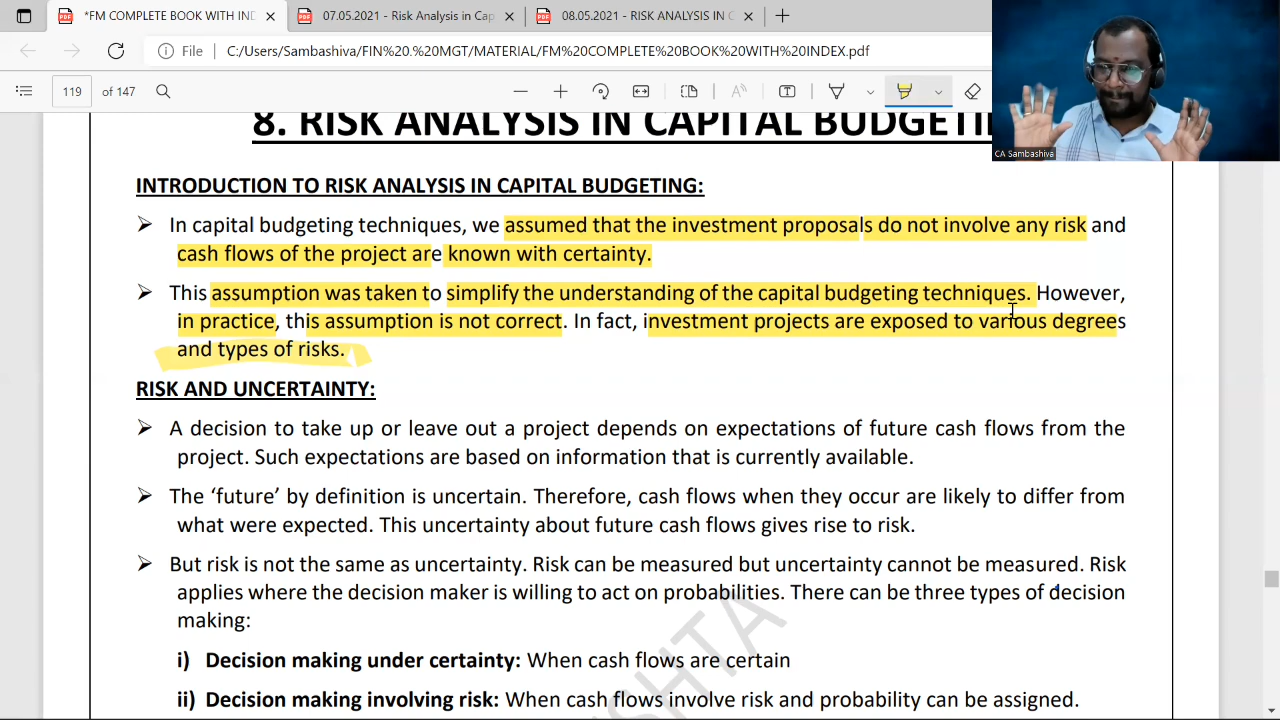 *FM COMPLETE BOOK WITH IND
07.05.2021 - Risk Analysis in Cap
08.05.2021 - RISK ANALYSIS IN C
File
C:/Users/Sambashiva/FIN%20.%20MGT/MATERIAL/FM%20COMPLETE%20BOOK%20WITH%20INDEX.pdf
119 of 147
CA Sambashiva
8. RISK ANALYSIS IN CAPITAL BUDGETI
INTRODUCTION TO RISK ANALYSIS IN CAPITAL BUDGETING:
➢ In capital budgeting techniques, we assumed that the investment proposals do not involve any risk and
cash flows of the project are known with certainty.
➢ This assumption was taken to simplify the understanding of the capital budgeting techniques. However,
in practice, this assumption is not correct. In fact, investment projects are exposed to various degrees
and types of risks.
RISK AND UNCERTAINTY:
➢ A decision to take up or leave out a project depends on expectations of future cash flows from the
project. Such expectations are based on information that is currently available.
➢ The ‘future’ by definition is uncertain. Therefore, cash flows when they occur are likely to differ from
what were expected. This uncertainty about future cash flows gives rise to risk.
➢ But risk is not the same as uncertainty. Risk can be measured but uncertainty cannot be measured. Risk
applies where the decision maker is willing to act on probabilities. There can be three types of decision
making:
i) Decision making under certainty: When cash flows are certain
ii) Decision making involving risk: When cash flows involve risk and probability can be assigned.